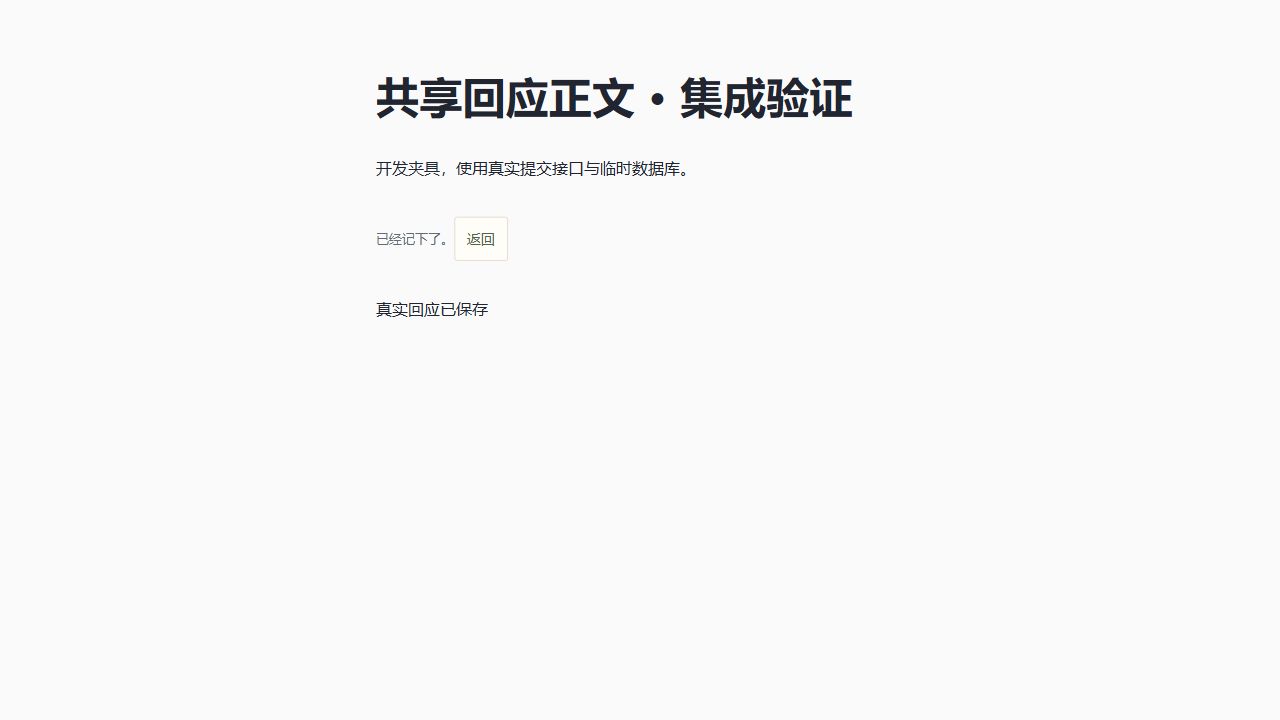 共享回应正文 · 集成验证
开发夹具，使用真实提交接口与临时数据库。
已经记下了。 返回
真实回应已保存